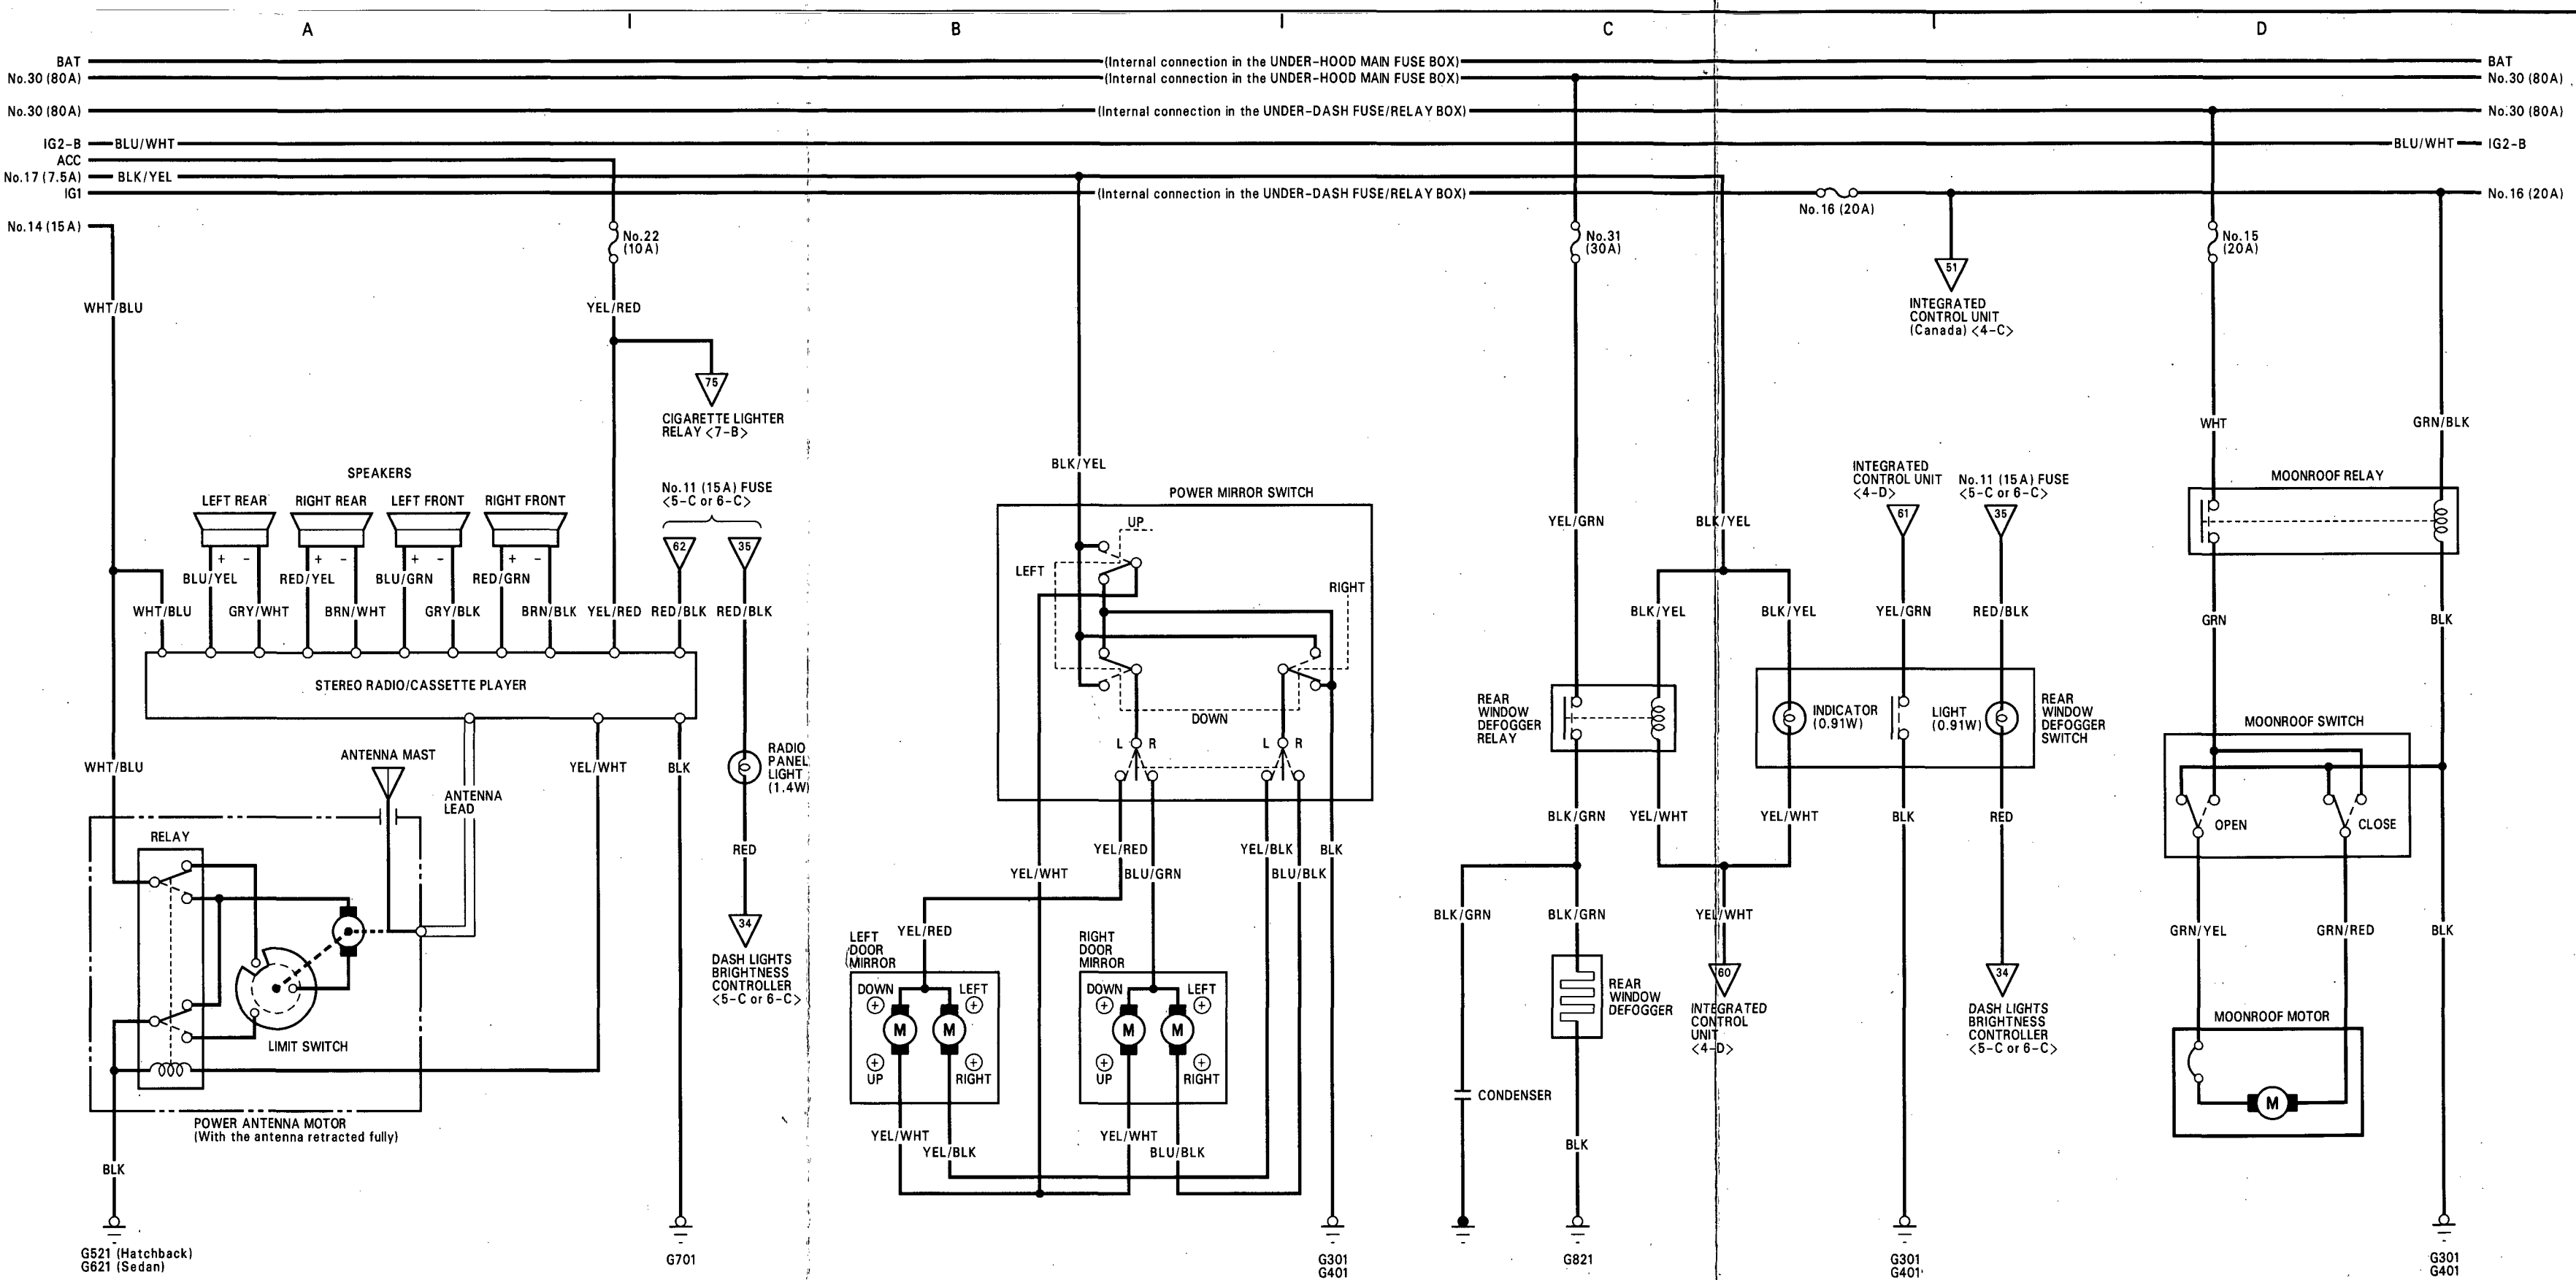 A
B
C
D
BAT
(Internal connection in the UNDER-HOOD MAIN FUSE BOX)
BAT
No.30 (80A)
(Internal connection in the UNDER-HOOD MAIN FUSE BOX)
No.30 (80A)
No.30 (80A)
(Internal connection in the UNDER-DASH FUSE/RELAY BOX)
No.30 (80A)
IG2-B
BLU/WHT
BLU/WHT
IG2-B
ACC
No.17 (7.5A)
BLK/YEL
IG1
(Internal connection in the UNDER-DASH FUSE/RELAY BOX)
No.16 (20A)
No.16 (20A)
No.14 (15A)
No.22
(10A)
No.31
(30A)
No.15
(20A)
51
INTEGRATED
CONTROL UNIT
(Canada) <4-C>
WHT/BLU
YEL/RED
75
CIGARETTE LIGHTER
RELAY <7-B>
SPEAKERS
LEFT REAR
RIGHT REAR
LEFT FRONT
RIGHT FRONT
+ -
+ -
+ -
+ -
BLU/YEL
RED/YEL
BLU/GRN
RED/GRN
WHT/BLU
GRY/WHT
BRN/WHT
GRY/BLK
BRN/BLK
YEL/RED
RED/BLK
RED/BLK
No.11 (15A) FUSE
<5-C or 6-C>
62
35
STEREO RADIO/CASSETTE PLAYER
WHT/BLU
ANTENNA MAST
ANTENNA
LEAD
YEL/WHT
BLK
RADIO
PANEL
LIGHT
(1.4W)
RED
34
DASH LIGHTS
BRIGHTNESS
CONTROLLER
<5-C or 6-C>
RELAY
M
LIMIT SWITCH
POWER ANTENNA MOTOR
(With the antenna retracted fully)
BLK
G521 (Hatchback)
G621 (Sedan)
G701
BLK/YEL
POWER MIRROR SWITCH
UP
LEFT
RIGHT
DOWN
L R
L R
YEL/RED
YEL/BLK
BLK
YEL/WHT
BLU/GRN
BLU/BLK
YEL/RED
LEFT
DOOR
MIRROR
RIGHT
DOOR
MIRROR
DOWN
LEFT
DOWN
LEFT
+
+
+
+
M
M
M
M
+
+
+
+
UP
RIGHT
UP
RIGHT
YEL/WHT
YEL/BLK
YEL/WHT
BLU/BLK
G301
G401
YEL/GRN
BLK/YEL
BLK/YEL
BLK/YEL
REAR
WINDOW
DEFOGGER
RELAY
BLK/GRN
YEL/WHT
YEL/WHT
BLK/GRN
BLK/GRN
YEL/WHT
REAR
WINDOW
DEFOGGER
60
INTEGRATED
CONTROL
UNIT
<4-D>
CONDENSER
BLK
G821
INTEGRATED
CONTROL UNIT
<4-D>
No.11 (15A) FUSE
<5-C or 6-C>
61
35
YEL/GRN
RED/BLK
INDICATOR
(0.91W)
LIGHT
(0.91W)
REAR
WINDOW
DEFOGGER
SWITCH
BLK
RED
34
DASH LIGHTS
BRIGHTNESS
CONTROLLER
<5-C or 6-C>
G301
G401
WHT
GRN/BLK
MOONROOF RELAY
GRN
BLK
MOONROOF SWITCH
OPEN
CLOSE
GRN/YEL
GRN/RED
BLK
MOONROOF MOTOR
M
G301
G401